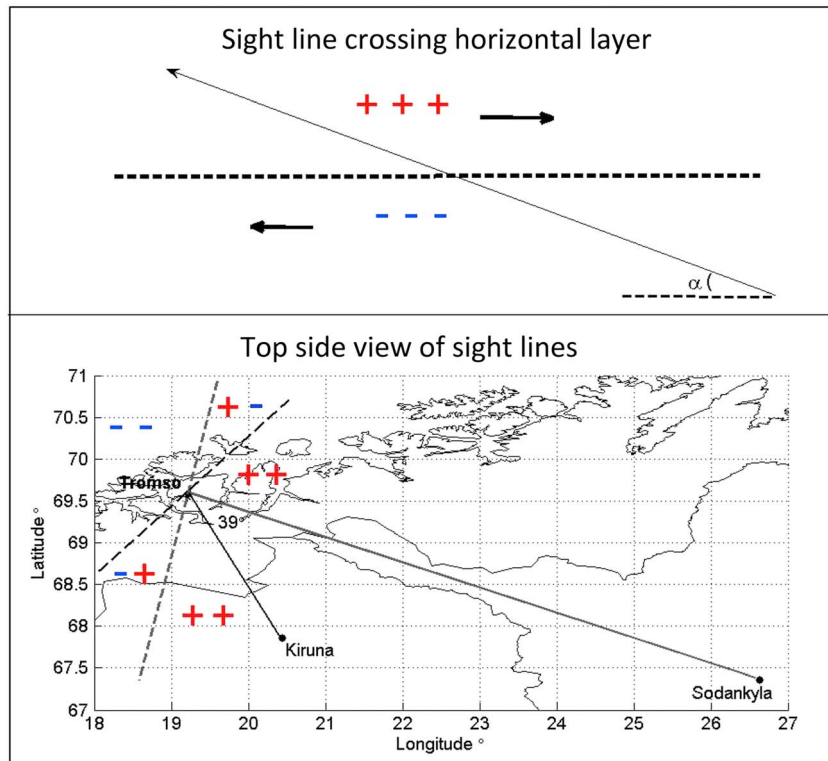 Sight line crossing horizontal layer
+ + +
- - -
α (
Top side view of sight lines
71
70.5
70
69.5
69
68.5
68
67.5
67
Latitude °
+ -
- -
+ +
Tromso
39°
- +
+ +
Kiruna
Sodankyla
18 19 20 21 22 23 24 25 26 27
Longitude °